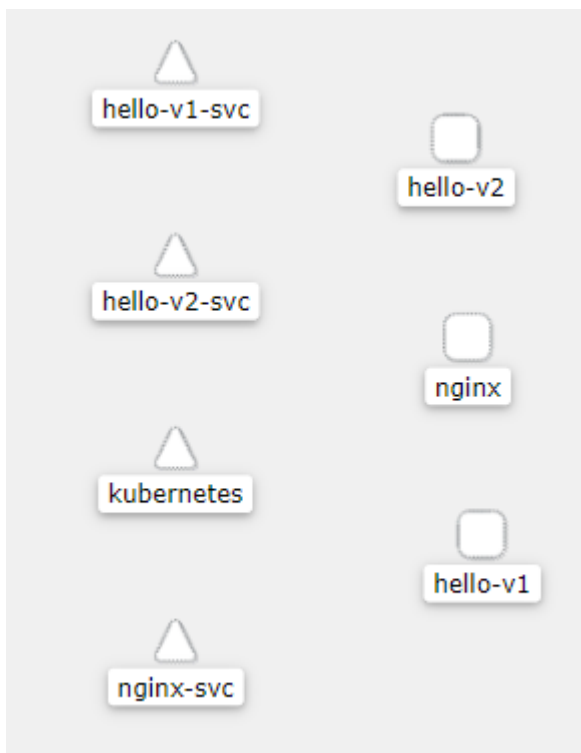 hello-v1-svc
hello-v2
hello-v2-svc
nginx
kubernetes
hello-v1
nginx-svc